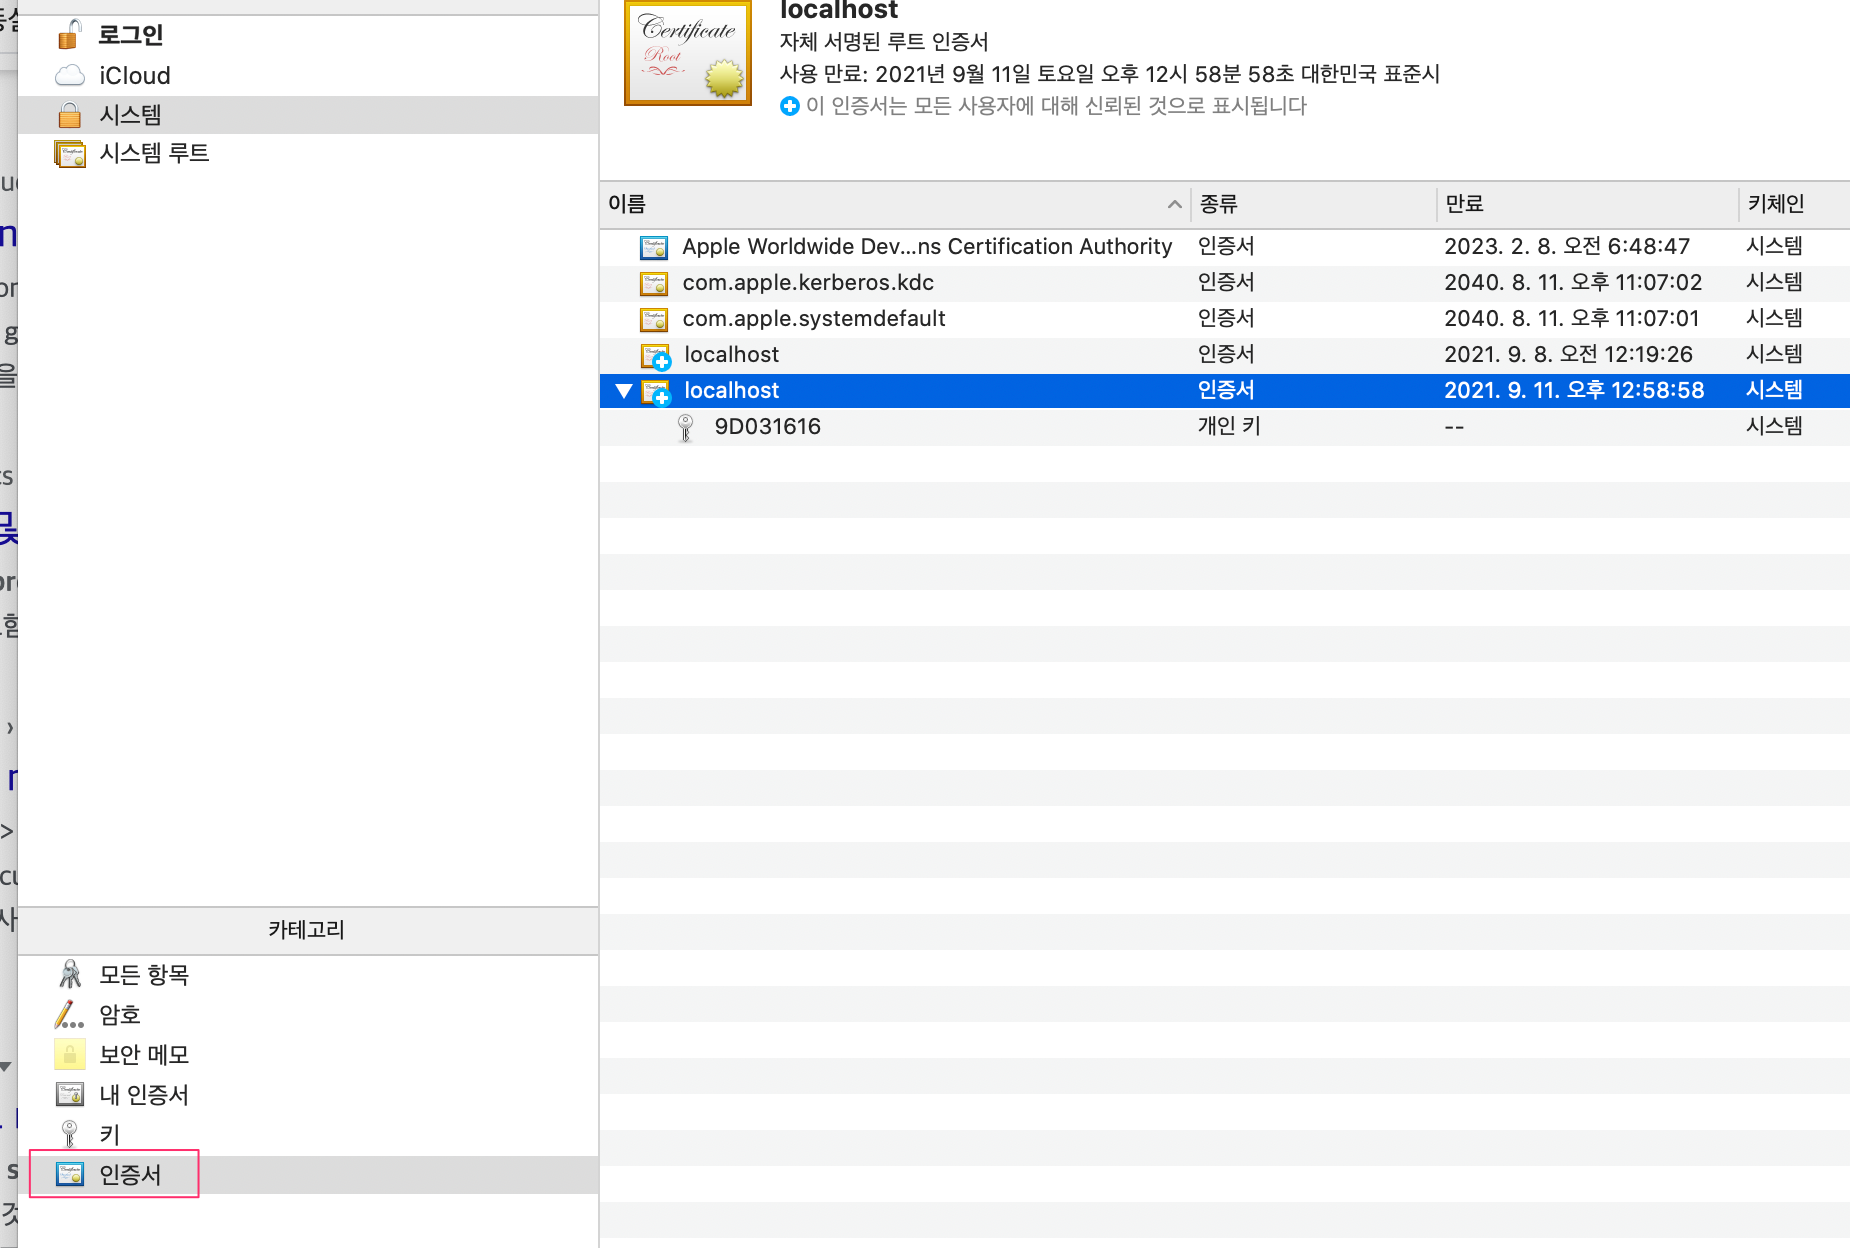 로그인
iCloud
시스템
시스템 루트
Certificate
Root
localhost
자체 서명된 루트 인증서
사용 만료: 2021년 9월 11일 토요일 오후 12시 58분 58초 대한민국 표준시
이 인증서는 모든 사용자에 대해 신뢰된 것으로 표시됩니다
이름 종류 만료 키체인
Apple Worldwide Dev...ns Certification Authority 인증서 2023. 2. 8. 오전 6:48:47 시스템
com.apple.kerberos.kdc 인증서 2040. 8. 11. 오후 11:07:02 시스템
com.apple.systemdefault 인증서 2040. 8. 11. 오후 11:07:01 시스템
localhost 인증서 2021. 9. 8. 오전 12:19:26 시스템
localhost 인증서 2021. 9. 11. 오후 12:58:58 시스템
9D031616 개인 키 -- 시스템
카테고리
모든 항목
암호
보안 메모
내 인증서
키
인증서